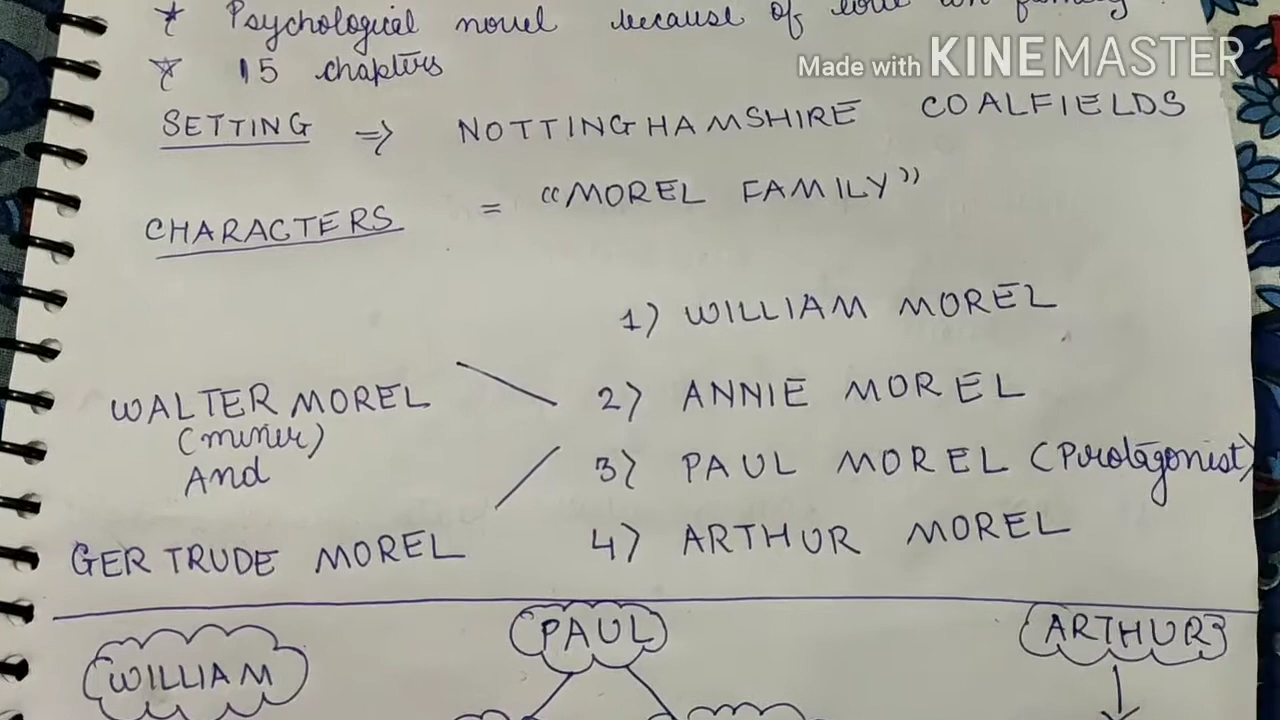 * Psychological novel because of
* 15 chapters
Made with KINEMASTER
SETTING => NOTTINGHAMSHIRE COALFIELDS
CHARACTERS = "MOREL FAMILY"
1) WILLIAM MOREL
WALTER MOREL
(miner)
And
GERTRUDE MOREL
2) ANNIE MOREL
3) PAUL MOREL (Protagonist)
4) ARTHUR MOREL
WILLIAM
PAUL
ARTHUR